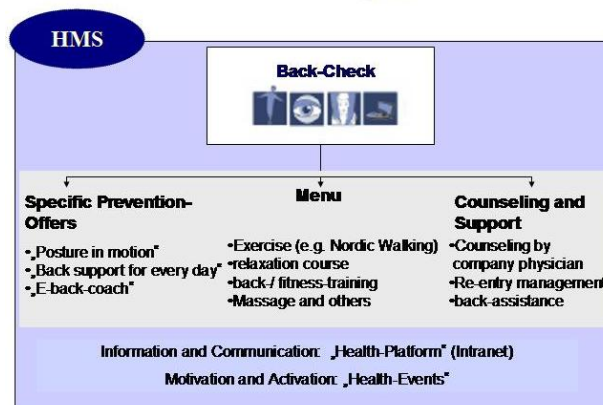 HMS
Back-Check
Specific Prevention-
Offers
•„Posture in motion“
•„Back support for every day“
•„E-back-coach“
Menu
•Exercise (e.g. Nordic Walking)
•relaxation course
•back-/ fitness-training
•Massage and others
Counseling and
Support
•Counseling by
company physician
•Re-entry management
•back-assistance
Information and Communication: „Health-Platform“ (Intranet)
Motivation and Activation: „Health-Events“